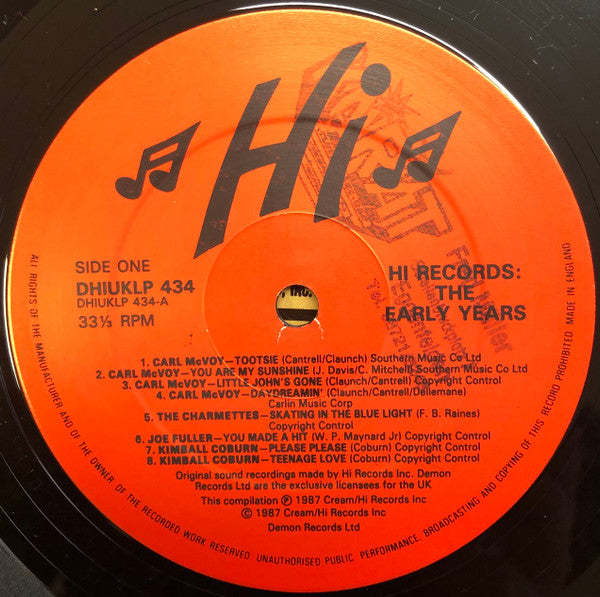 Hi
SIDE ONE
DHIUKLP 434
DHIUKLP 434-A
33⅓ RPM
HI RECORDS:
THE
EARLY YEARS
1. CARL McVOY—TOOTSIE (Cantrell/Claunch) Southern Music Co Ltd
2. CARL McVOY—YOU ARE MY SUNSHINE (J. Davis/C. Mitchell) Southern Music Co Ltd
3. CARL McVOY—LITTLE JOHN'S GONE (Claunch/Cantrell) Copyright Control
4. CARL McVOY—DAYDREAMIN' (Claunch/Cantrell/Dellemane)
Carlin Music Corp
5. THE CHARMETTES—SKATING IN THE BLUE LIGHT (F. B. Raines)
Copyright Control
6. JOE FULLER—YOU MADE A HIT (W. P. Maynard Jr) Copyright Control
7. KIMBALL COBURN—PLEASE PLEASE (Coburn) Copyright Control
8. KIMBALL COBURN—TEENAGE LOVE (Coburn) Copyright Control
Original sound recordings made by Hi Records Inc. Demon
Records Ltd are the exclusive licensees for the UK
This compilation ℗ 1987 Cream/Hi Records Inc
© 1987 Cream/Hi Records Inc
Demon Records Ltd
ALL RIGHTS OF THE MANUFACTURER AND OF THE OWNER OF THE RECORDED WORK RESERVED. UNAUTHORISED PUBLIC PERFORMANCE, BROADCASTING AND COPYING OF THIS RECORD PROHIBITED. MADE IN ENGLAND